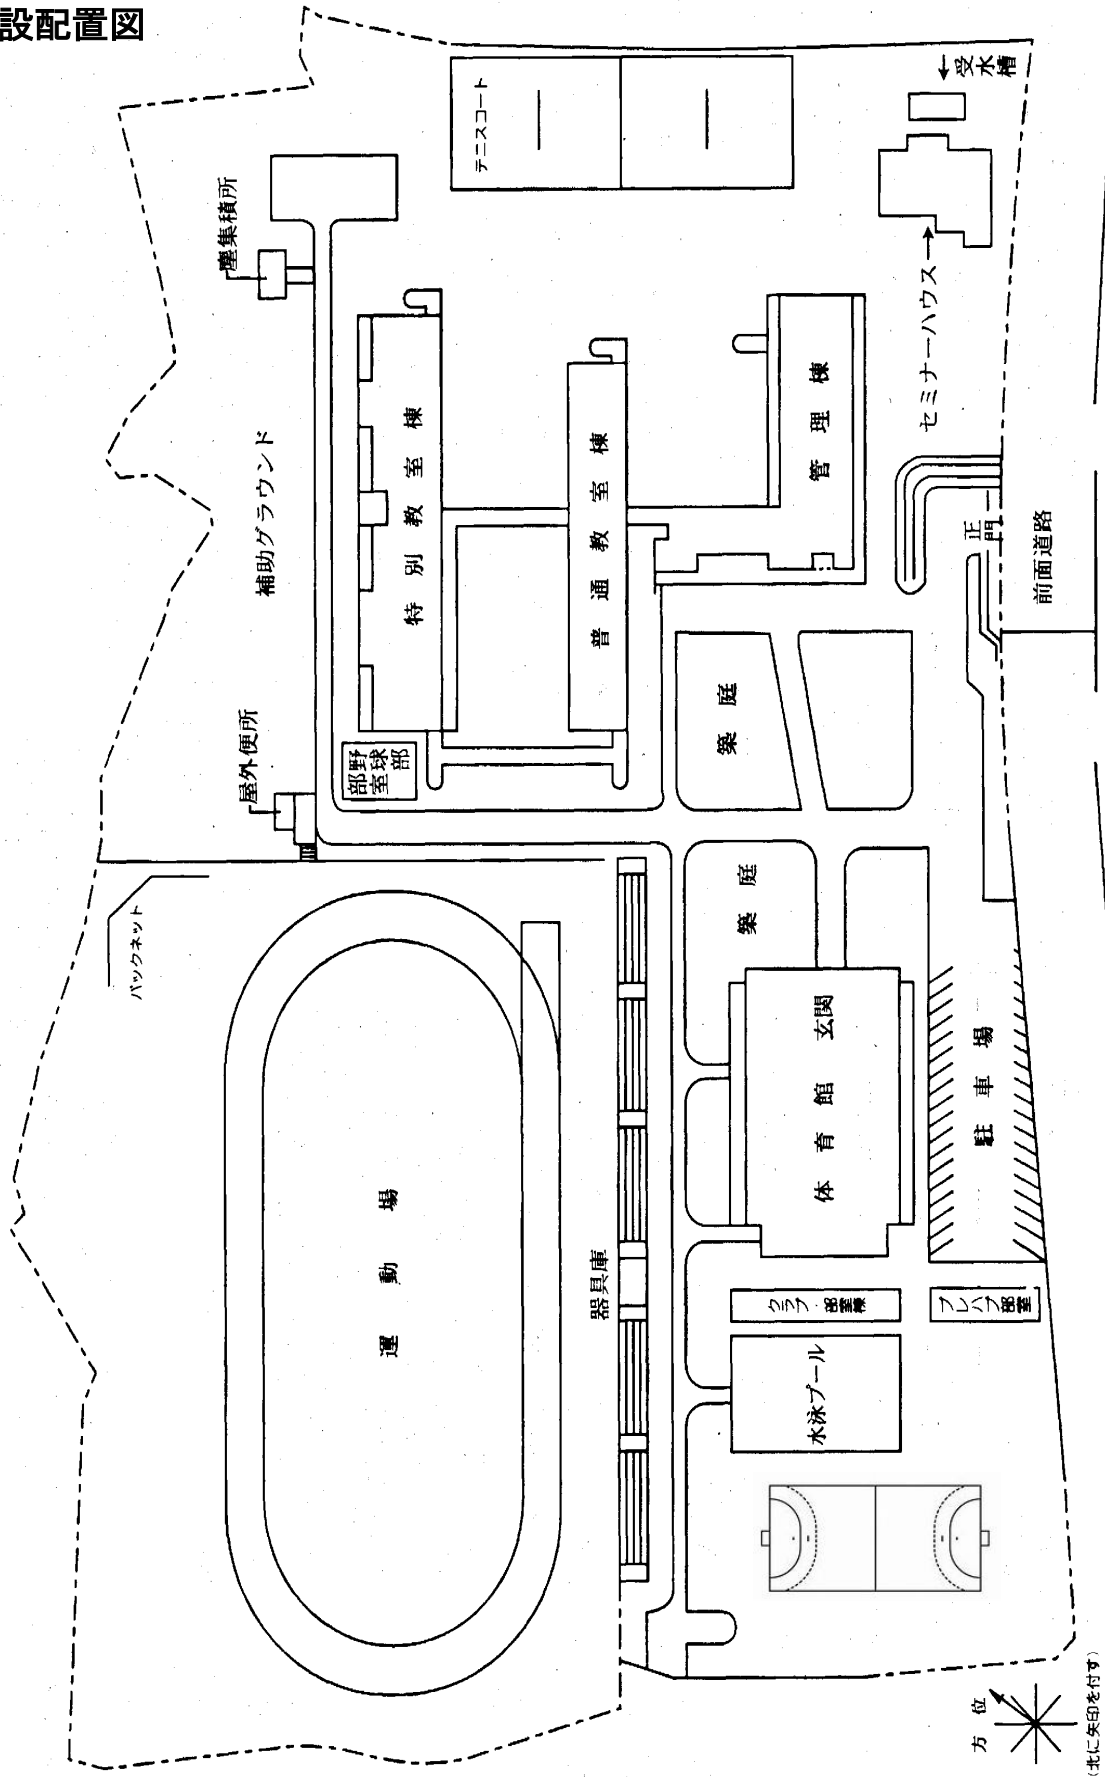 設配置図
テニスコート
←受水槽
塵集積所
セミナーハウス→
補助グラウンド
特別教室棟
普通教室棟
管理棟
正門
前面道路
屋外便所
野球部
部室
築庭
築庭
バックネット
運動場
器具庫
体育館
玄関
駐車場
クラブ部室棟
プレハブ部室
水泳プール
方位
(北に矢印を付す)